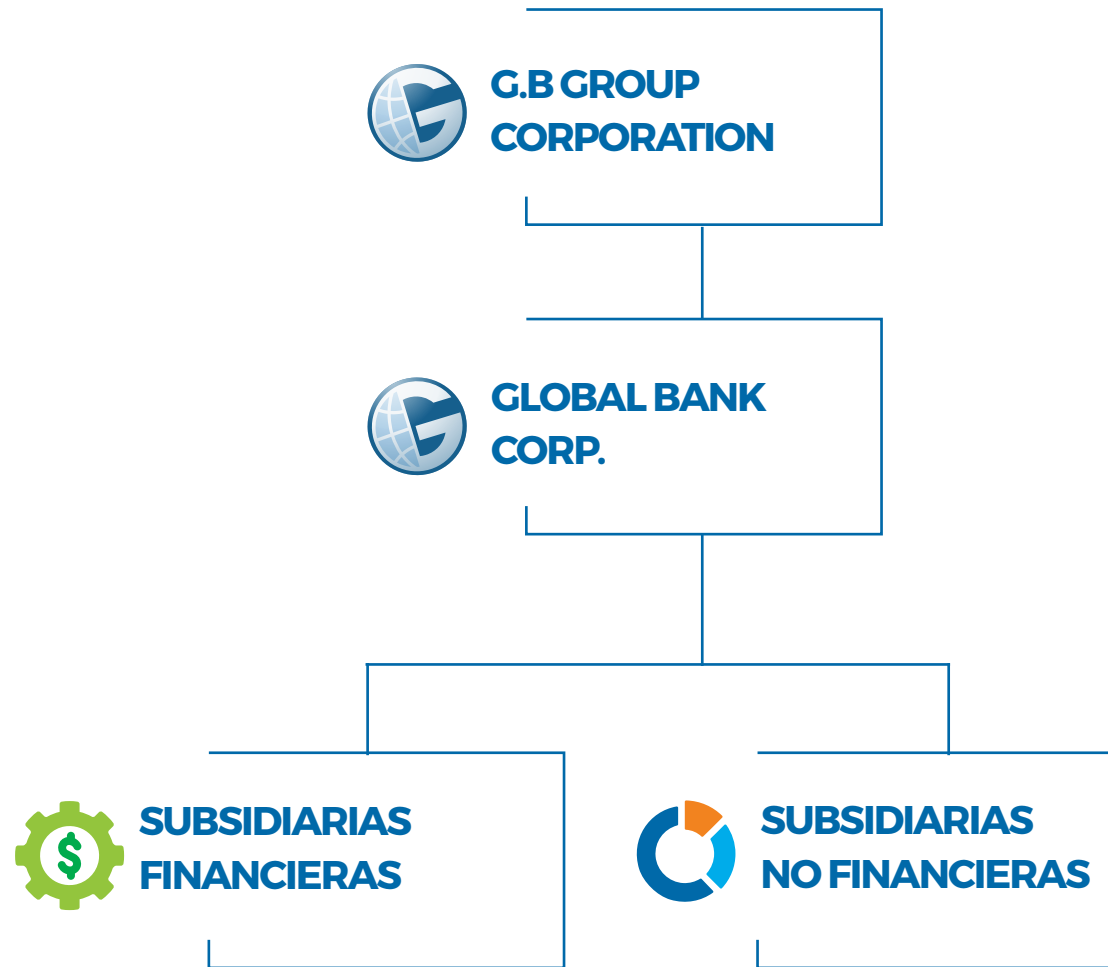 G.B GROUP
CORPORATION
GLOBAL BANK
CORP.
$
SUBSIDIARIAS
FINANCIERAS
SUBSIDIARIAS
NO FINANCIERAS